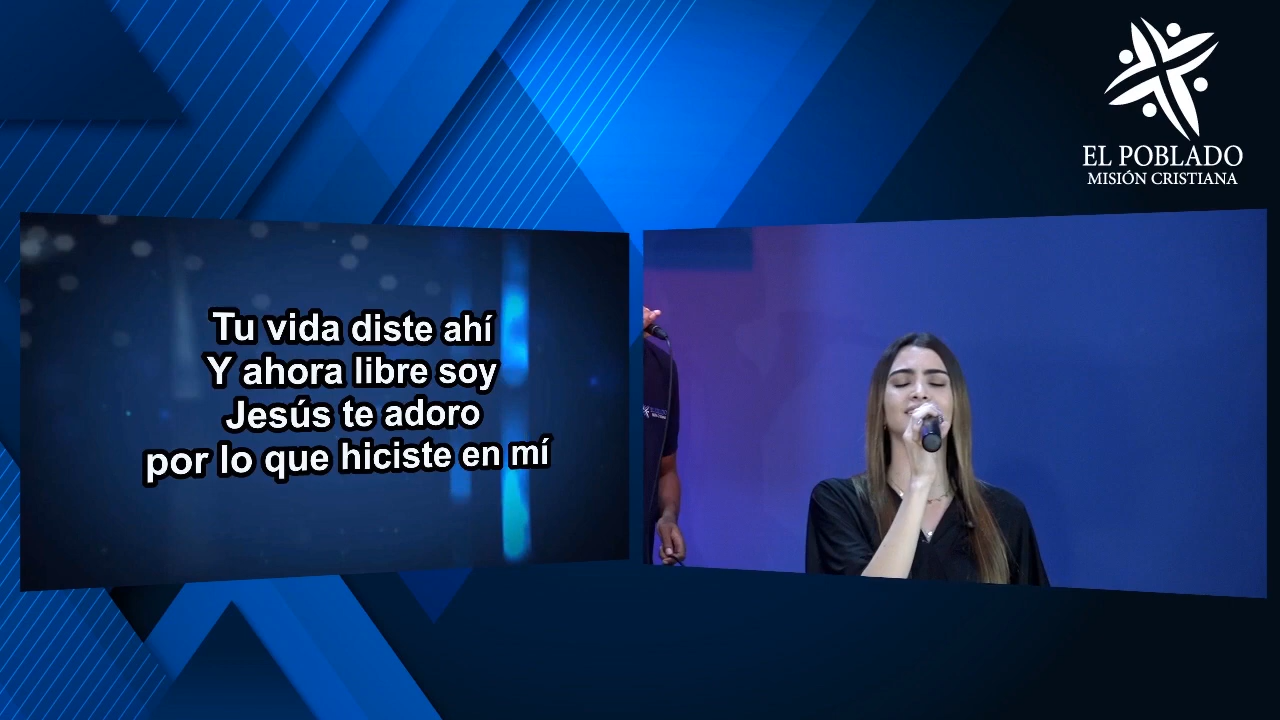 EL POBLADO
MISIÓN CRISTIANA
Tu vida diste ahí
Y ahora libre soy
Jesús te adoro
por lo que hiciste en mí